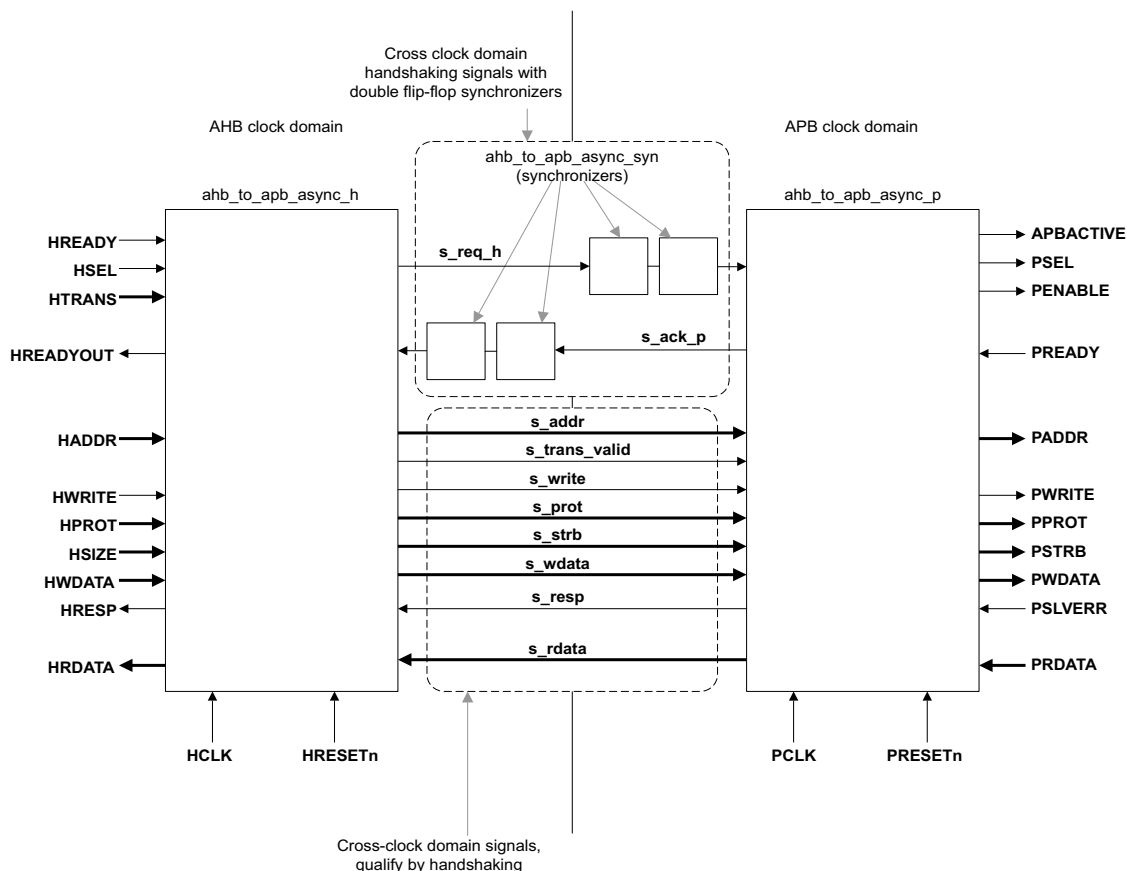 Cross clock domain
handshaking signals with
double flip-flop synchronizers
AHB clock domain
APB clock domain
ahb_to_apb_async_syn
(synchronizers)
ahb_to_apb_async_h
ahb_to_apb_async_p
HREADY
HSEL
HTRANS
HREADYOUT
HADDR
HWRITE
HPROT
HSIZE
HWDATA
HRESP
HRDATA
s_req_h
s_ack_p
s_addr
s_trans_valid
s_write
s_prot
s_strb
s_wdata
s_resp
s_rdata
APBACTIVE
PSEL
PENABLE
PREADY
PADDR
PWRITE
PPROT
PSTRB
PWDATA
PSLVERR
PRDATA
HCLK
HRESETn
PCLK
PRESETn
Cross-clock domain signals,
qualify by handshaking